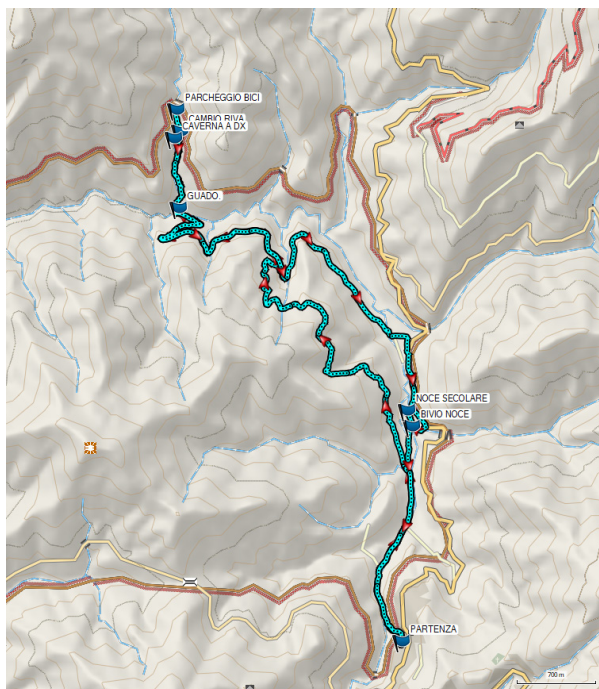 PARCHEGGIO BICI
CAMBIO RIVA
CAVERNA A DX
GUADO.
NOCE SECOLARE
BIVIO NOCE
PARTENZA
700 m